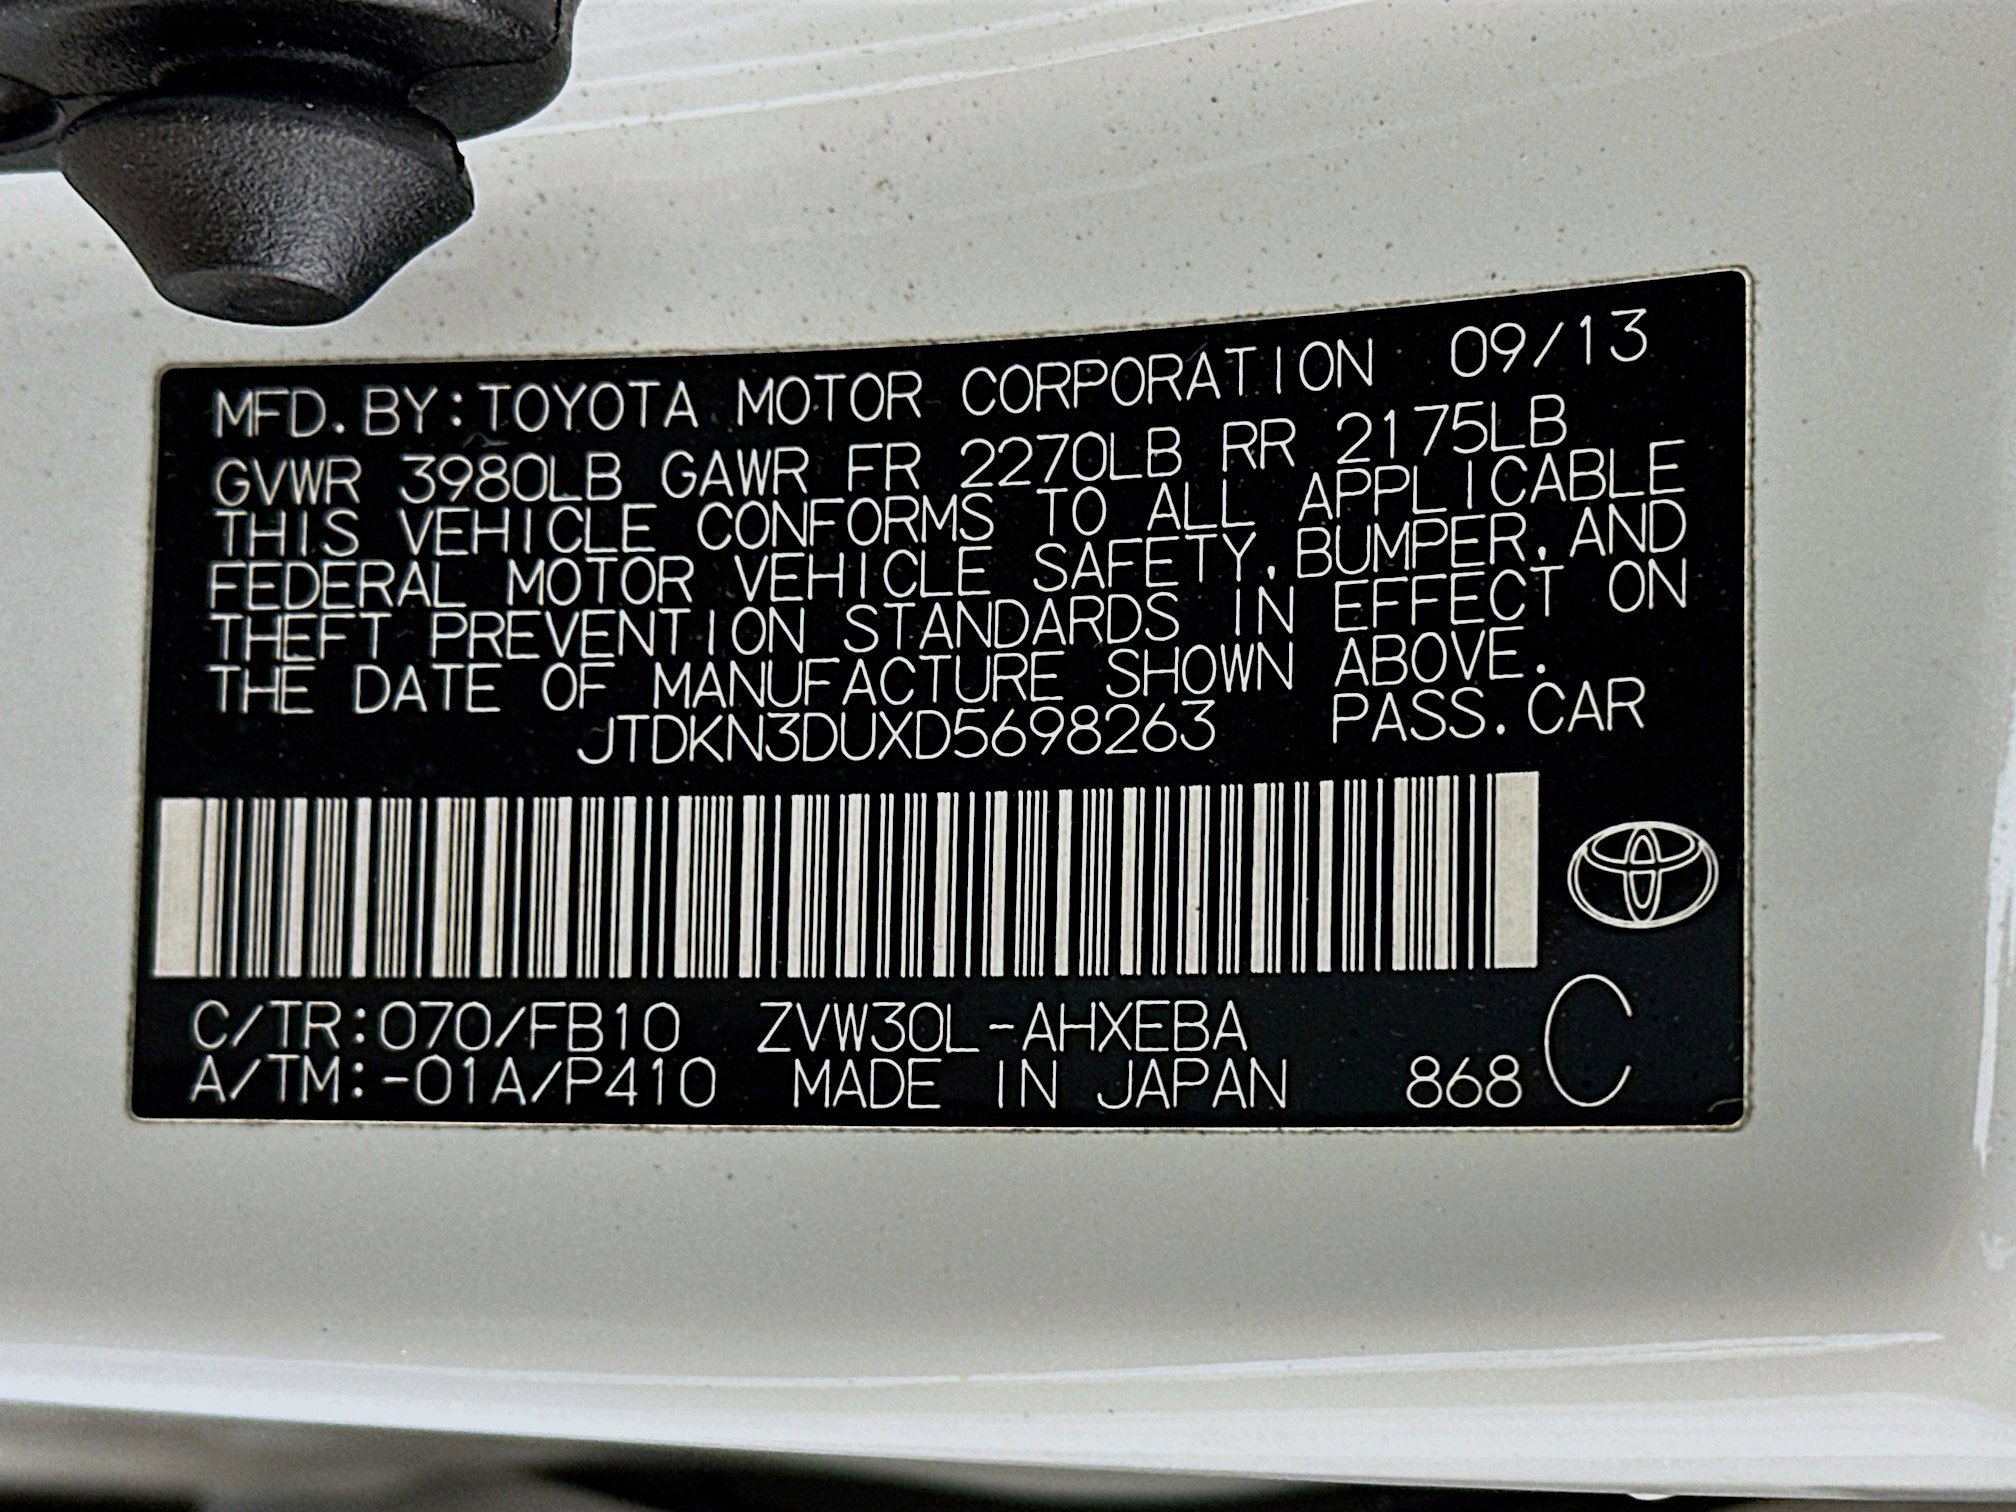 MFD. BY: TOYOTA MOTOR CORPORATION 09/13
GVWR 3980LB GAWR FR 2270LB RR 2175LB
THIS VEHICLE CONFORMS TO ALL APPLICABLE
FEDERAL MOTOR VEHICLE SAFETY, BUMPER, AND
THEFT PREVENTION STANDARDS IN EFFECT ON
THE DATE OF MANUFACTURE SHOWN ABOVE.
JTDKN3DUXD5698263 PASS. CAR
C/TR:070/FB10 ZVW30L-AHXEBA
A/TM:-01A/P410 MADE IN JAPAN 868 C